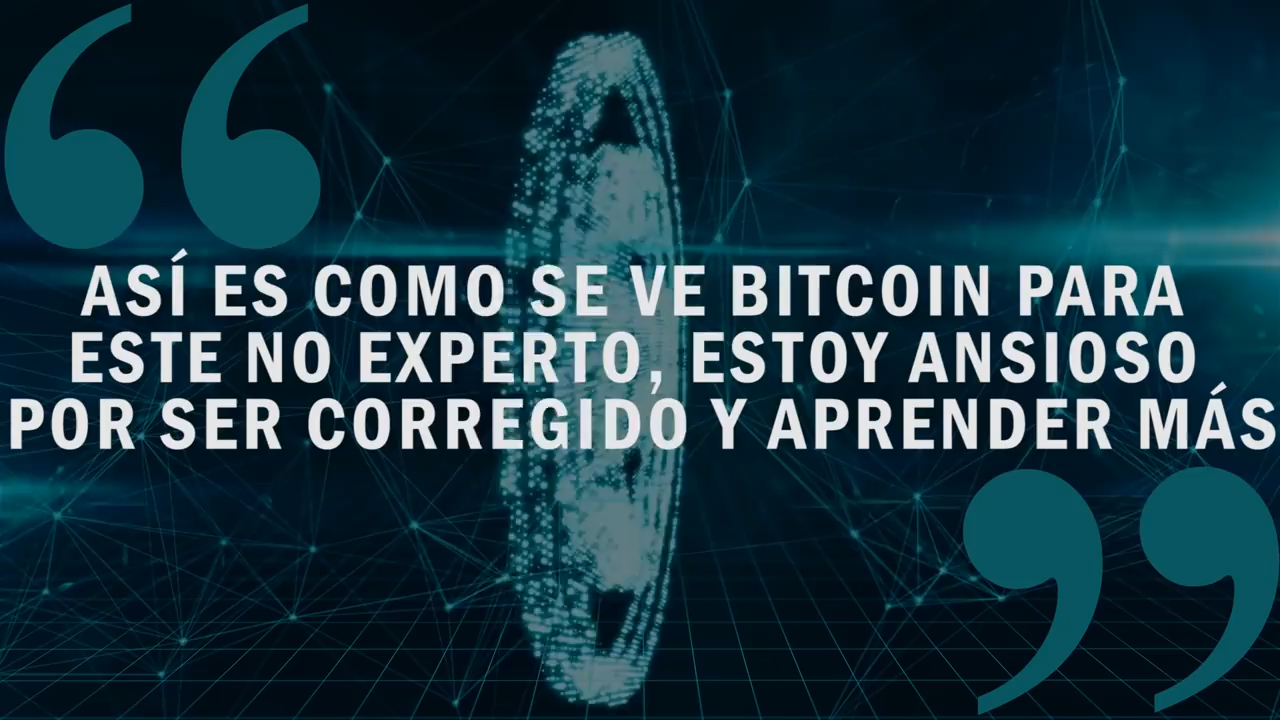 ASÍ ES COMO SE VE BITCOIN PARA
ESTE NO EXPERTO, ESTOY ANSIOSO
POR SER CORREGIDO Y APRENDER MÁS